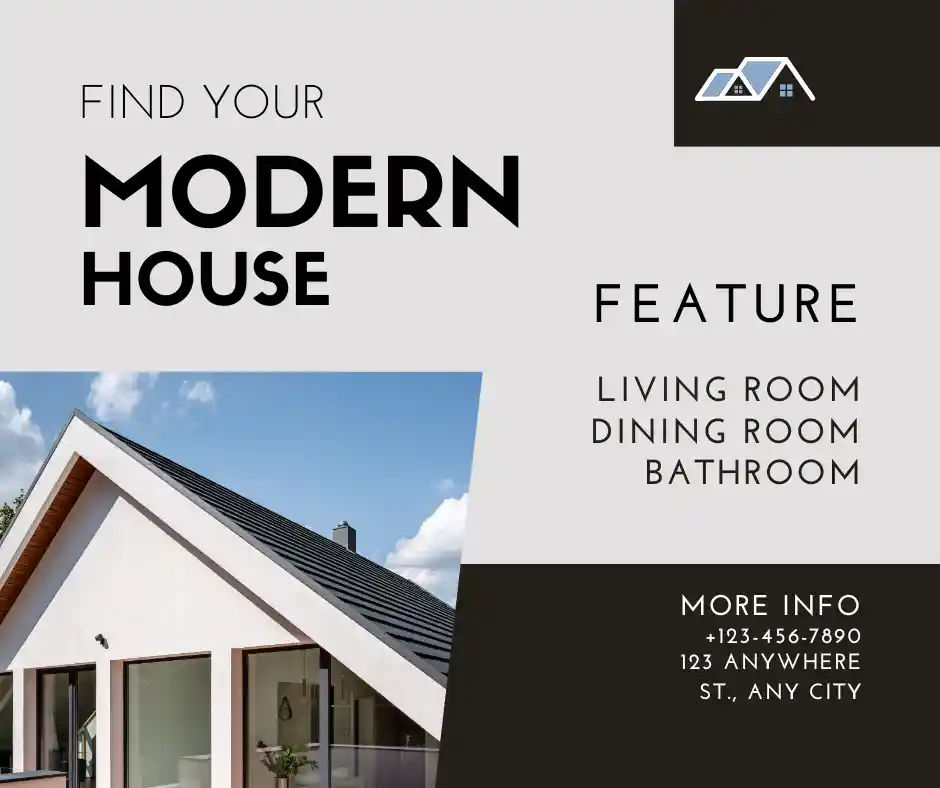 FIND YOUR
MODERN
HOUSE
FEATURE
LIVING ROOM
DINING ROOM
BATHROOM
MORE INFO
+123-456-7890
123 ANYWHERE
ST., ANY CITY